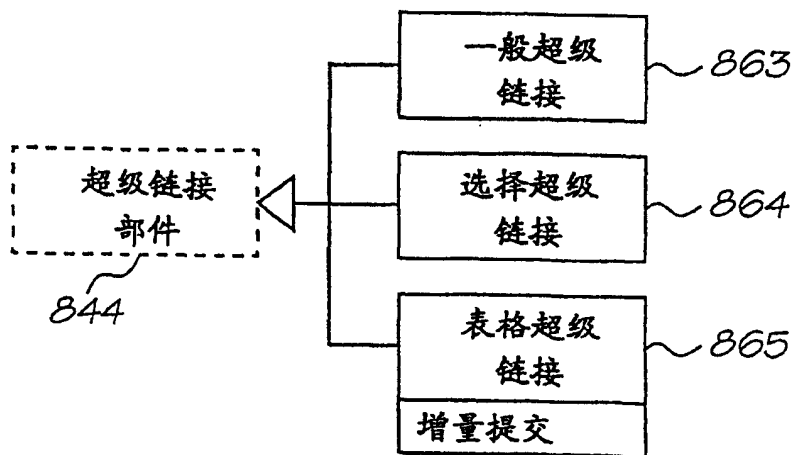 一般超级
链接
863
超级链接
部件
844
选择超级
链接
864
表格超级
链接
865
增量提交